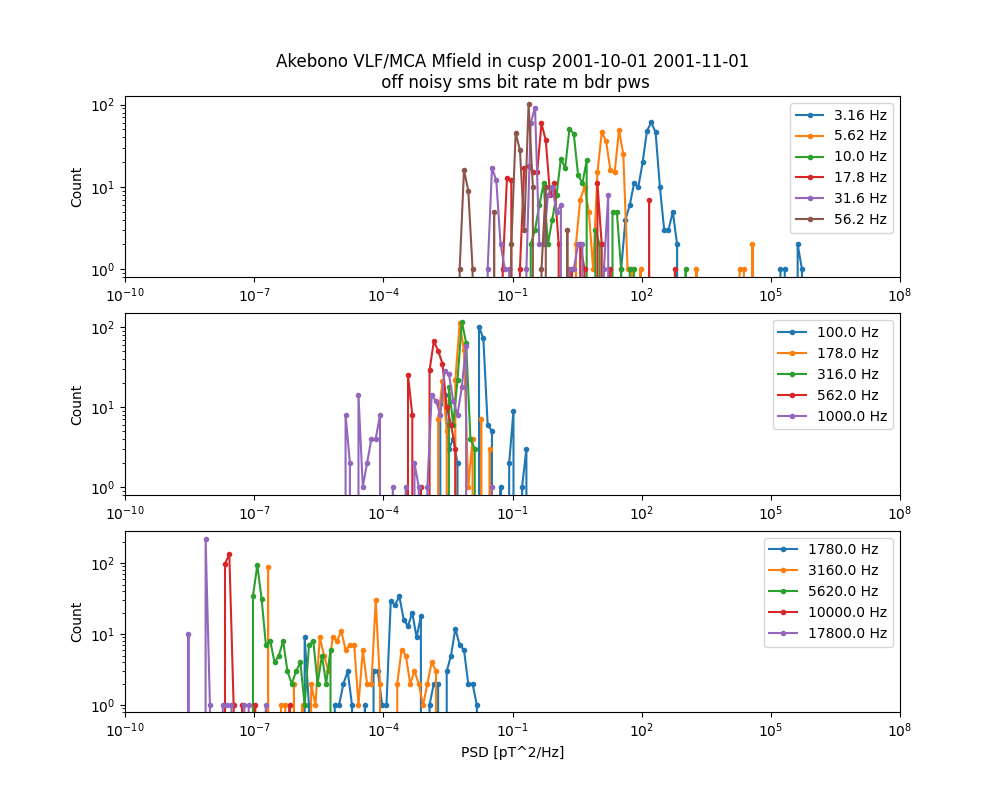 Akebono VLF/MCA Mfield in cusp 2001-10-01 2001-11-01
off noisy sms bit rate m bdr pws
Count
10^2
10^1
10^0
3.16 Hz
5.62 Hz
10.0 Hz
17.8 Hz
31.6 Hz
56.2 Hz
10^-10 10^-7 10^-4 10^-1 10^2 10^5 10^8
Count
10^2
10^1
10^0
100.0 Hz
178.0 Hz
316.0 Hz
562.0 Hz
1000.0 Hz
10^-10 10^-7 10^-4 10^-1 10^2 10^5 10^8
Count
10^2
10^1
10^0
1780.0 Hz
3160.0 Hz
5620.0 Hz
10000.0 Hz
17800.0 Hz
10^-10 10^-7 10^-4 10^-1 10^2 10^5 10^8
PSD [pT^2/Hz]